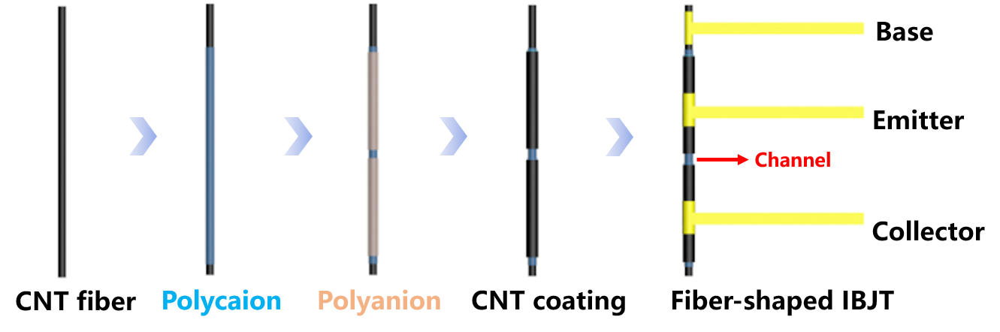 Base
Emitter
Channel
Collector
CNT fiber
Polycaion
Polyanion
CNT coating
Fiber-shaped IBJT